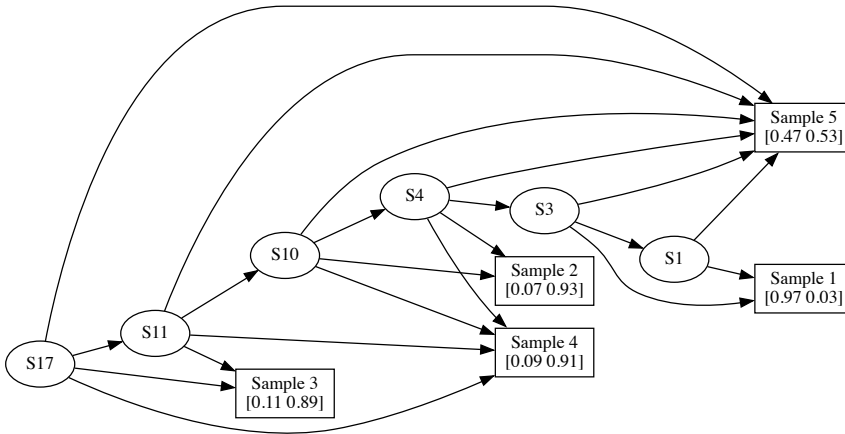 Sample 5
[0.47 0.53]
S4
S3
S10
S1
Sample 2
[0.07 0.93]
Sample 1
[0.97 0.03]
S11
Sample 4
[0.09 0.91]
S17
Sample 3
[0.11 0.89]